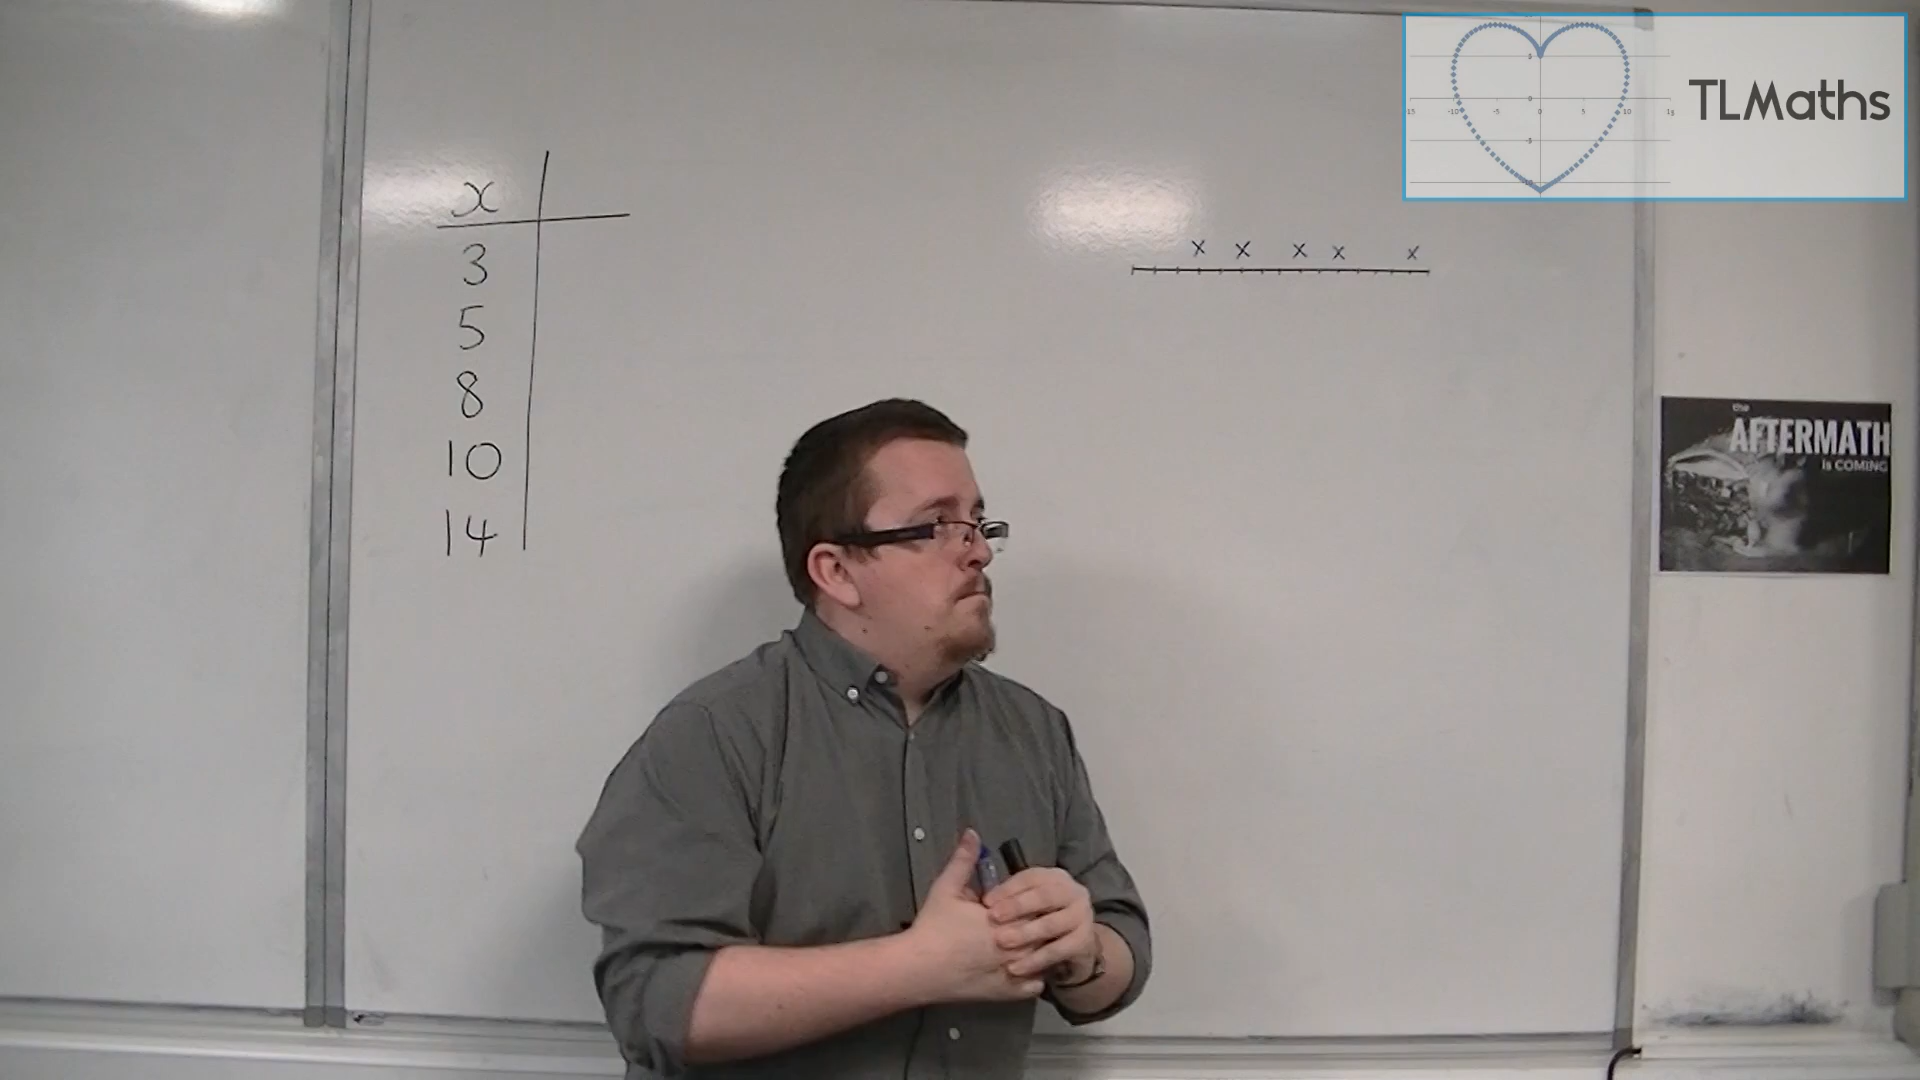 x
3
5
8
10
14
x x x x x
TLMaths
the
AFTERMATH
is COMING